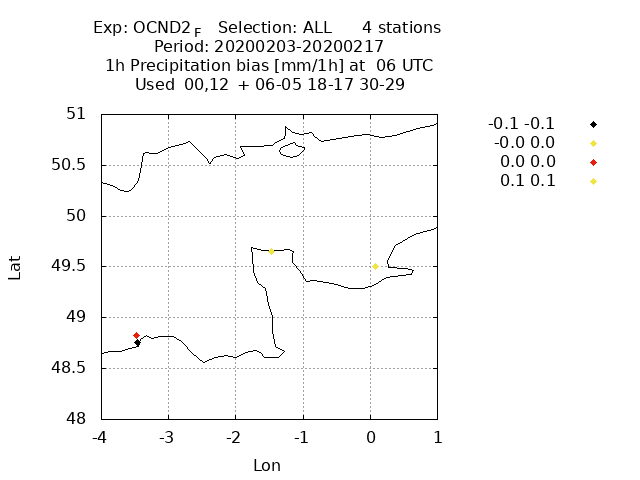 Exp: OCND2F Selection: ALL 4 stations
Period: 20200203-20200217
1h Precipitation bias [mm/1h] at 06 UTC
Used 00,12 + 06-05 18-17 30-29
-0.1 -0.1
-0.0 0.0
0.0 0.0
0.1 0.1
51
50.5
50
49.5
49
48.5
48
Lat
-4 -3 -2 -1 0 1
Lon